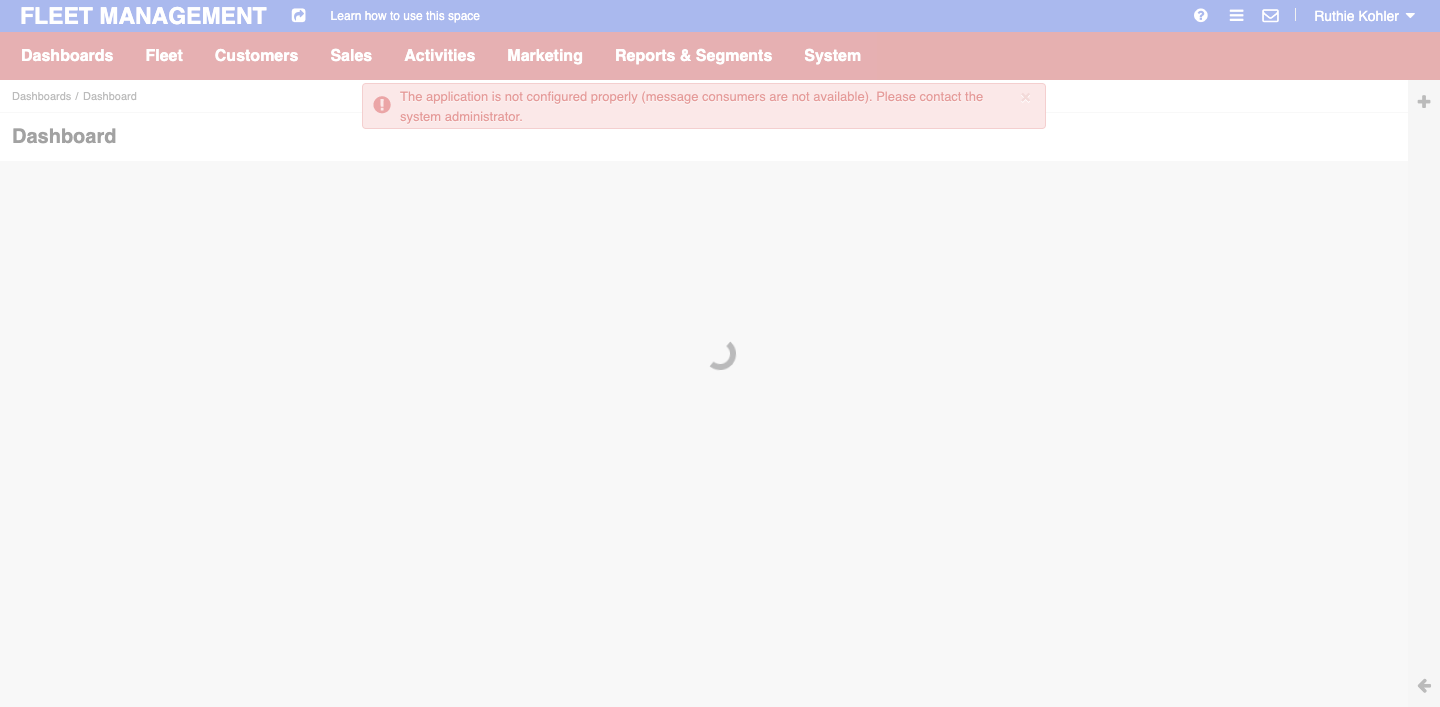 FLEET MANAGEMENT
Learn how to use this space
Ruthie Kohler
Dashboards Fleet Customers Sales Activities Marketing Reports & Segments System
Dashboards / Dashboard
The application is not configured properly (message consumers are not available). Please contact the
system administrator.
×
Dashboard